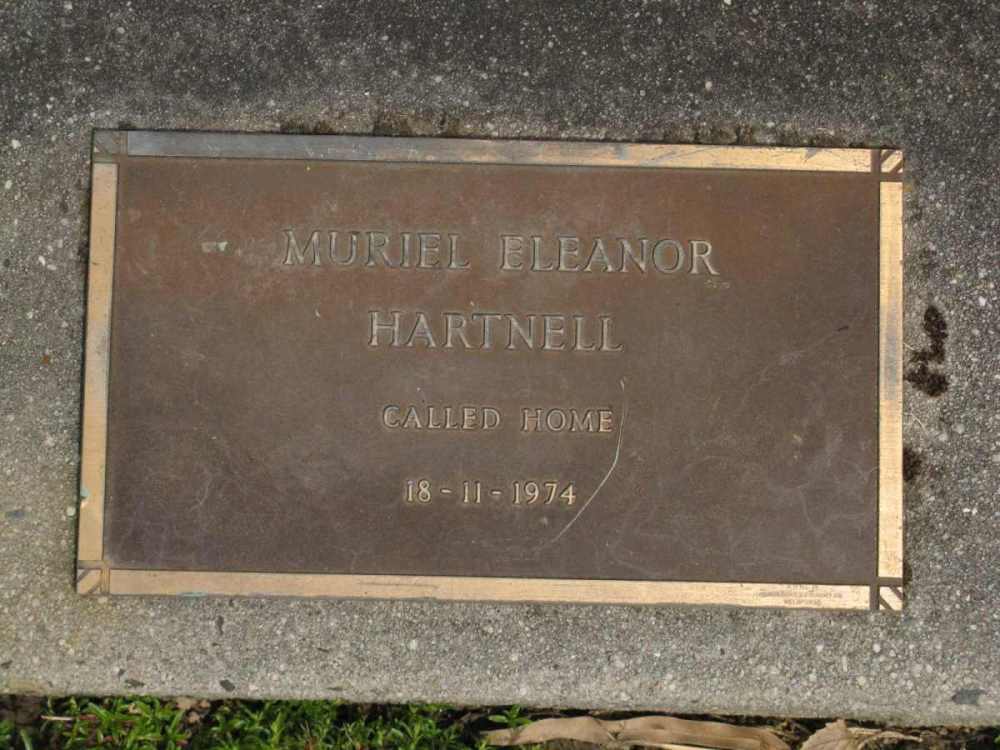 MURIEL ELEANOR
HARTNELL
CALLED HOME
18-11-1974